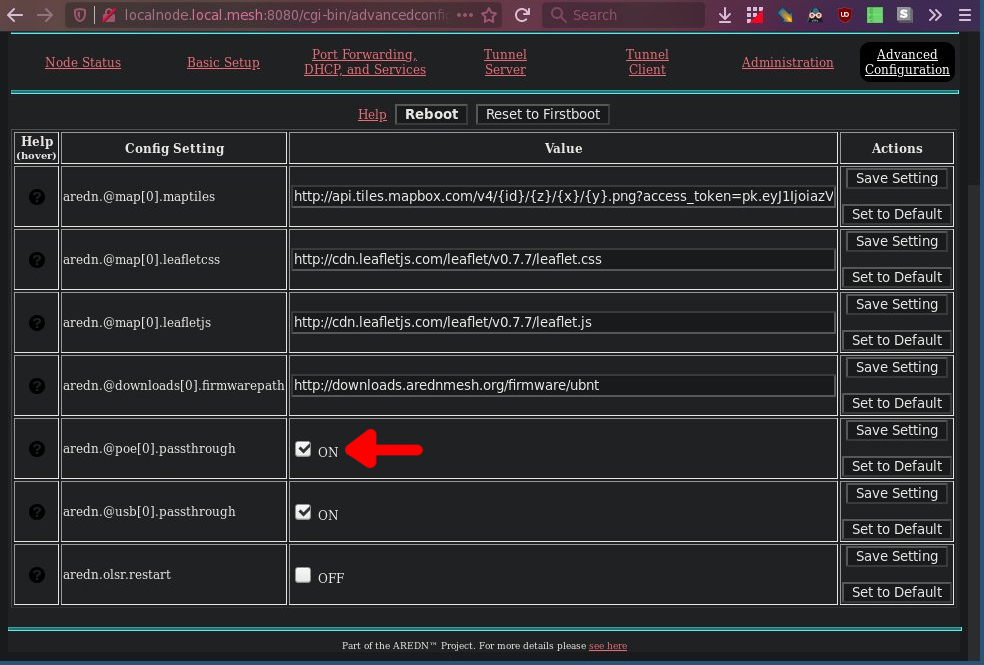 localnode.local.mesh:8080/cgi-bin/advancedconfi
Search
UD
S
Node Status
Basic Setup
Port Forwarding,
DHCP, and Services
Tunnel
Server
Tunnel
Client
Administration
Advanced
Configuration
Help
Reboot
Reset to Firstboot
Help
(hover)
Config Setting
Value
Actions
?
aredn.@map[0].maptiles
http://api.tiles.mapbox.com/v4/{id}/{z}/{x}/{y}.png?access_token=pk.eyJ1IjoiazV
Save Setting
Set to Default
?
aredn.@map[0].leafletcss
http://cdn.leafletjs.com/leaflet/v0.7.7/leaflet.css
Save Setting
Set to Default
?
aredn.@map[0].leafletjs
http://cdn.leafletjs.com/leaflet/v0.7.7/leaflet.js
Save Setting
Set to Default
?
aredn.@downloads[0].firmwarepath
http://downloads.arednmesh.org/firmware/ubnt
Save Setting
Set to Default
?
aredn.@poe[0].passthrough
ON
Save Setting
Set to Default
?
aredn.@usb[0].passthrough
ON
Save Setting
Set to Default
?
aredn.olsr.restart
OFF
Save Setting
Set to Default
Part of the AREDN™ Project. For more details please see here